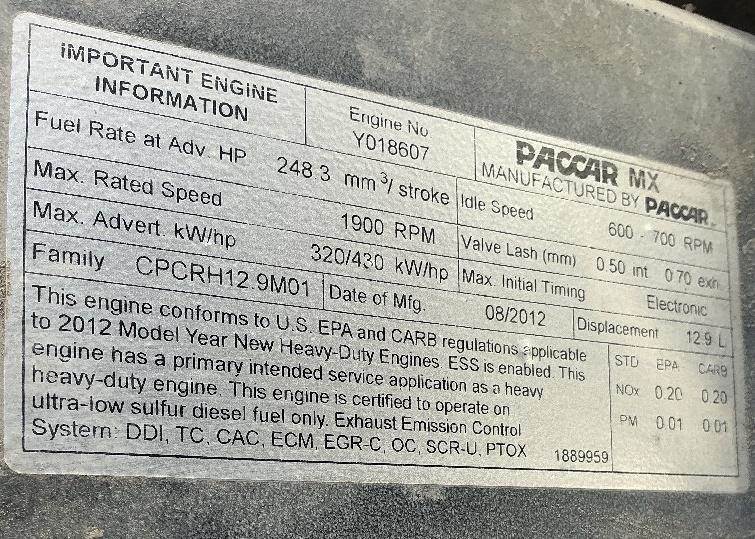 IMPORTANT ENGINE
INFORMATION
Engine No
Y018607
PACCAR MX
MANUFACTURED BY PACCAR
Fuel Rate at Adv. HP 248.3 mm³/ stroke
Idle Speed 600 - 700 RPM
Max. Rated Speed 1900 RPM
Valve Lash (mm) 0.50 int 0.70 exh
Max. Advert. kW/hp 320/430 kW/hp
Max. Initial Timing Electronic
Family CPCRH12.9M01
Date of Mfg. 08/2012
Displacement 12.9 L
This engine conforms to U.S. EPA and CARB regulations applicable
to 2012 Model Year New Heavy-Duty Engines. ESS is enabled. This
engine has a primary intended service application as a heavy
heavy-duty engine. This engine is certified to operate on
ultra-low sulfur diesel fuel only. Exhaust Emission Control
System: DDI, TC, CAC, ECM, EGR-C, OC, SCR-U, PTOX
1889959
STD EPA CARB
NOx 0.20 0.20
PM 0.01 0.01